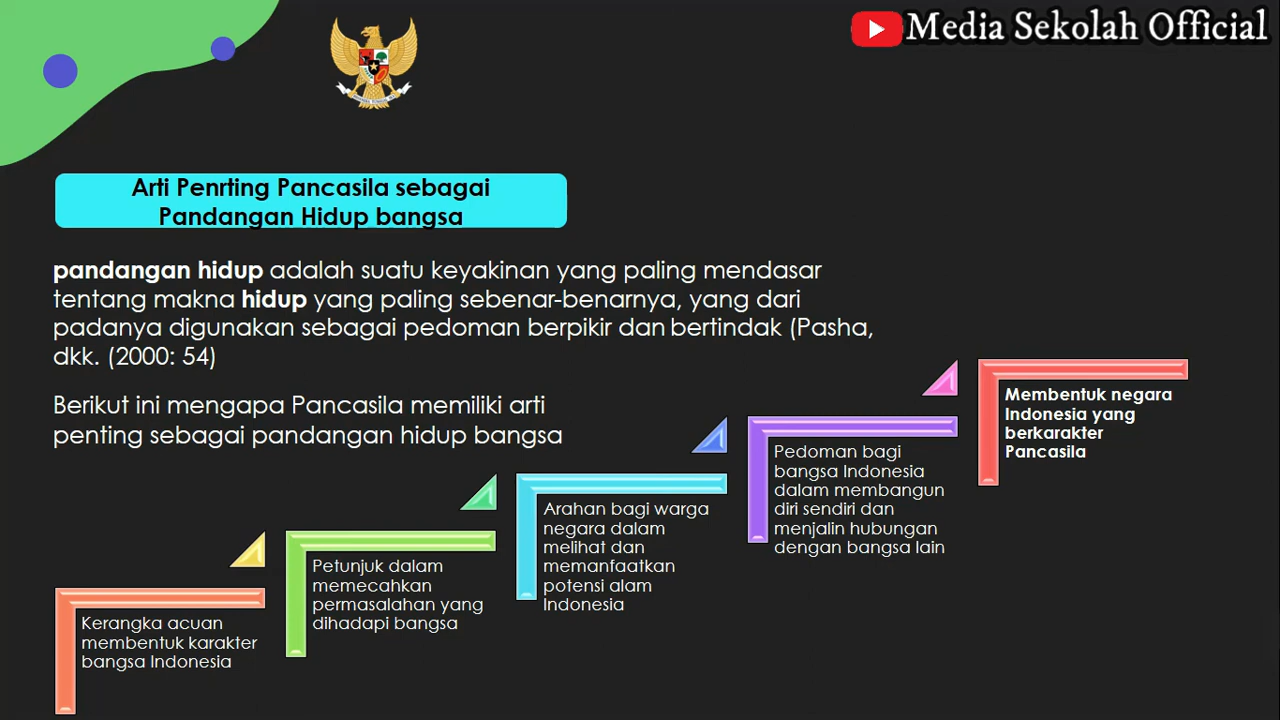 Media Sekolah Official
Arti Penrting Pancasila sebagai
Pandangan Hidup bangsa
pandangan hidup adalah suatu keyakinan yang paling mendasar
tentang makna hidup yang paling sebenar-benarnya, yang dari
padanya digunakan sebagai pedoman berpikir dan bertindak (Pasha,
dkk. (2000: 54)
Berikut ini mengapa Pancasila memiliki arti
penting sebagai pandangan hidup bangsa
Kerangka acuan
membentuk karakter
bangsa Indonesia
Petunjuk dalam
memecahkan
permasalahan yang
dihadapi bangsa
Arahan bagi warga
negara dalam
melihat dan
memanfaatkan
potensi alam
Indonesia
Pedoman bagi
bangsa Indonesia
dalam membangun
diri sendiri dan
menjalin hubungan
dengan bangsa lain
Membentuk negara
Indonesia yang
berkarakter
Pancasila